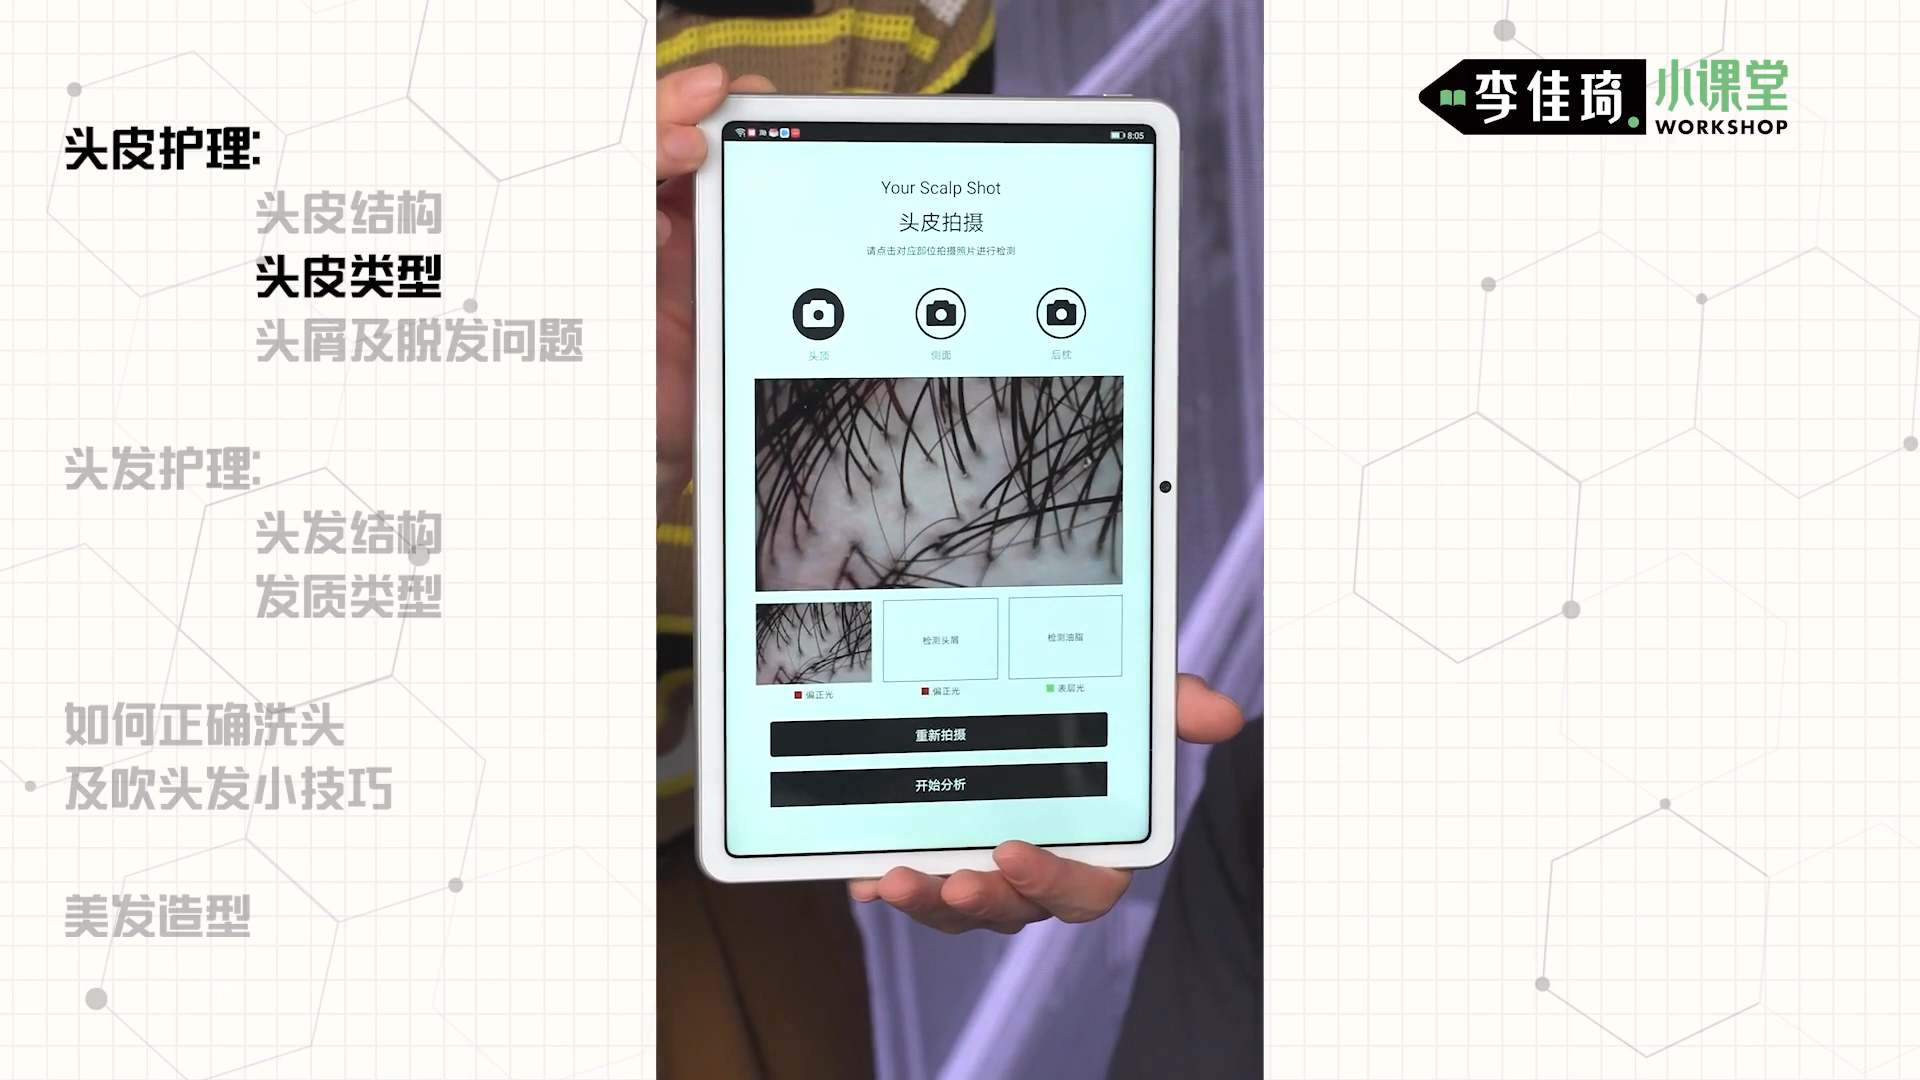 头皮护理:
头皮结构
头皮类型
头屑及脱发问题
头发护理:
头发结构
发质类型
如何正确洗头
及吹头发小技巧
美发造型
8:05
Your Scalp Shot
头皮拍摄
请点击对应部位拍摄照片进行检测
头顶
侧面
后枕
检测头屑
检测油脂
偏正光
偏正光
表层光
重新拍摄
开始分析
李佳琦
小课堂
WORKSHOP